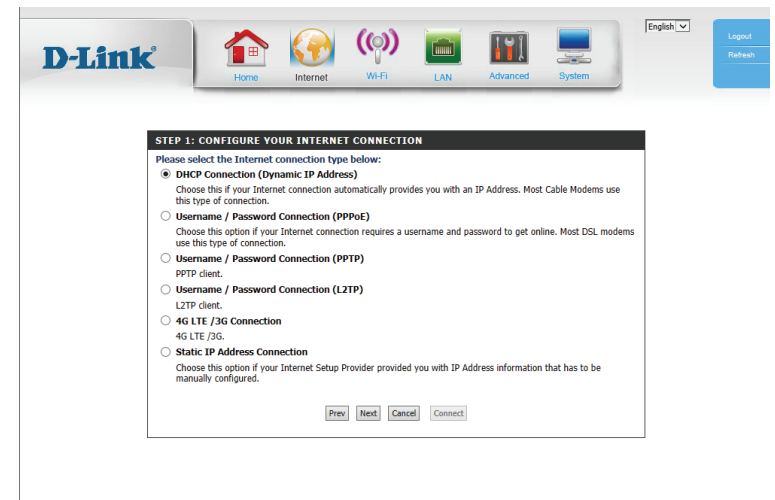 D-Link®
Home
Internet
Wi-Fi
LAN
Advanced
System
English
Logout
Refresh
STEP 1: CONFIGURE YOUR INTERNET CONNECTION
Please select the Internet connection type below:
DHCP Connection (Dynamic IP Address)
Choose this if your Internet connection automatically provides you with an IP Address. Most Cable Modems use
this type of connection.
Username / Password Connection (PPPoE)
Choose this option if your Internet connection requires a username and password to get online. Most DSL modems
use this type of connection.
Username / Password Connection (PPTP)
PPTP client.
Username / Password Connection (L2TP)
L2TP client.
4G LTE /3G Connection
4G LTE /3G.
Static IP Address Connection
Choose this option if your Internet Setup Provider provided you with IP Address information that has to be
manually configured.
Prev Next Cancel Connect